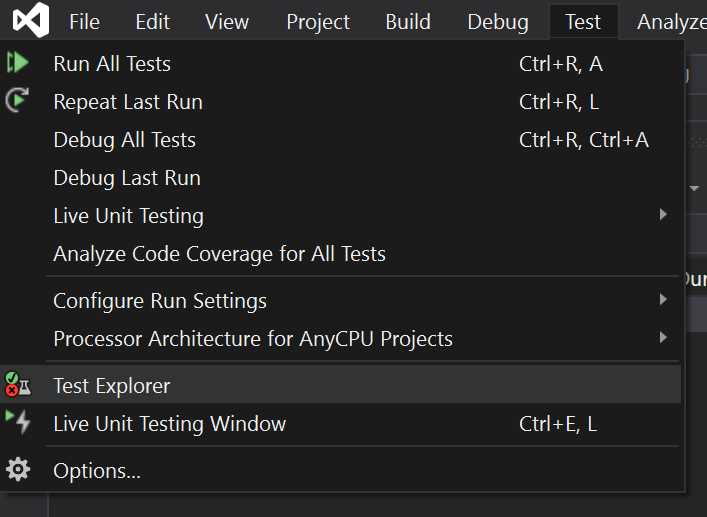 File Edit View Project Build Debug Test Analyze
Run All Tests Ctrl+R, A
Repeat Last Run Ctrl+R, L
Debug All Tests Ctrl+R, Ctrl+A
Debug Last Run
Live Unit Testing
Analyze Code Coverage for All Tests
Configure Run Settings
Processor Architecture for AnyCPU Projects
Test Explorer
Live Unit Testing Window Ctrl+E, L
Options...